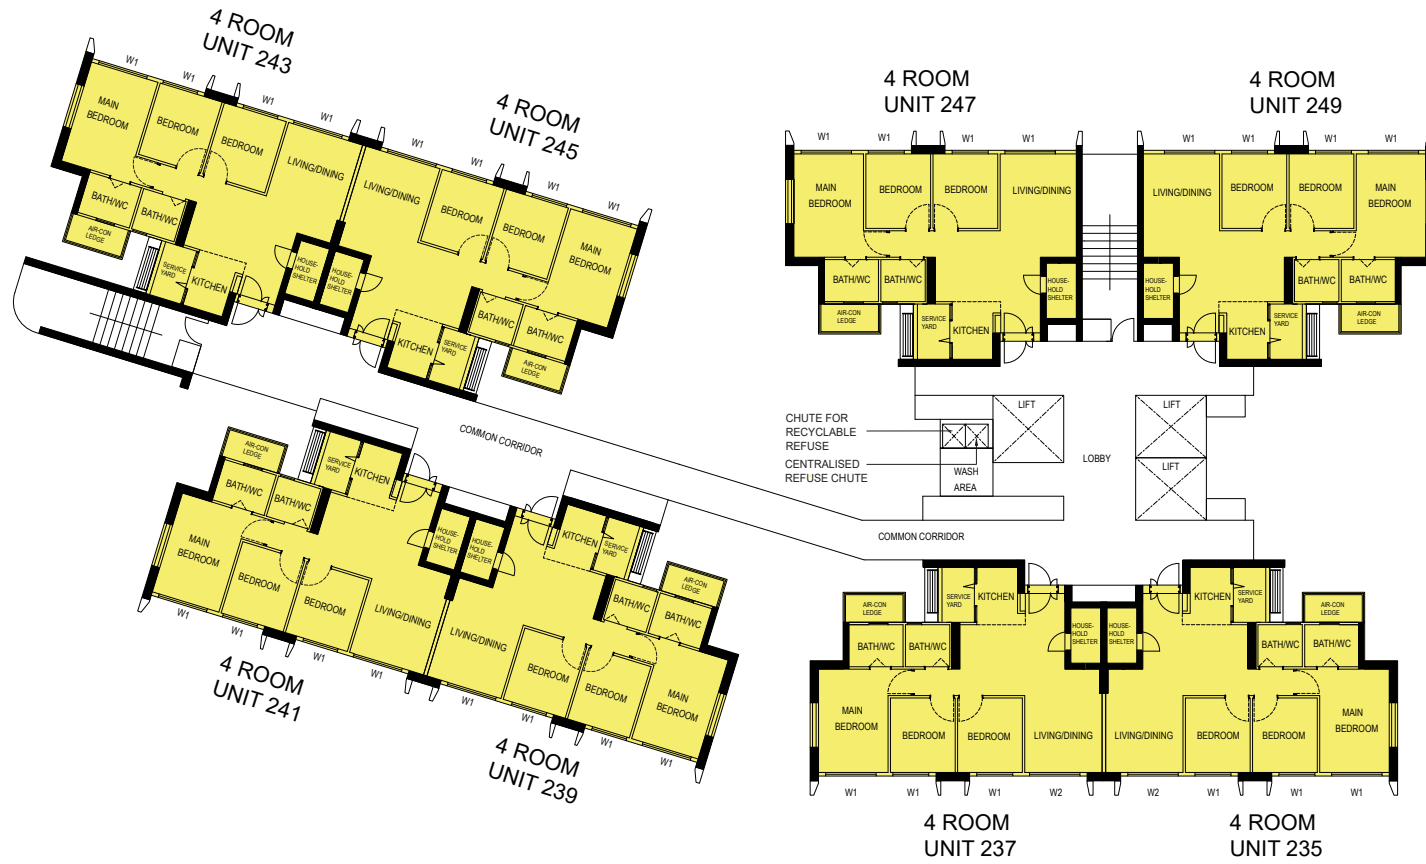 4 ROOM
UNIT 243
W1
W1
W1
W1
MAIN
BEDROOM
BEDROOM
BEDROOM
LIVING/DINING
BATH/WC
BATH/WC
AIR-CON
LEDGE
SERVICE
YARD
KITCHEN
HOUSE-
HOLD
SHELTER
4 ROOM
UNIT 245
W1
W1
W1
W1
LIVING/DINING
BEDROOM
BEDROOM
MAIN
BEDROOM
HOUSE-
HOLD
SHELTER
KITCHEN
SERVICE
YARD
BATH/WC
BATH/WC
AIR-CON
LEDGE
4 ROOM
UNIT 247
W1
W1
W1
W1
MAIN
BEDROOM
BEDROOM
BEDROOM
LIVING/DINING
BATH/WC
BATH/WC
AIR-CON
LEDGE
SERVICE
YARD
KITCHEN
HOUSE-
HOLD
SHELTER
4 ROOM
UNIT 249
W1
W1
W1
W1
LIVING/DINING
BEDROOM
BEDROOM
MAIN
BEDROOM
HOUSE-
HOLD
SHELTER
KITCHEN
SERVICE
YARD
BATH/WC
BATH/WC
AIR-CON
LEDGE
COMMON CORRIDOR
CHUTE FOR
RECYCLABLE
REFUSE
CENTRALISED
REFUSE CHUTE
WASH
AREA
LIFT
LOBBY
LIFT
LIFT
COMMON CORRIDOR
AIR-CON
LEDGE
BATH/WC
BATH/WC
SERVICE
YARD
KITCHEN
HOUSE-
HOLD
SHELTER
MAIN
BEDROOM
BEDROOM
BEDROOM
LIVING/DINING
W1
W1
W1
W1
4 ROOM
UNIT 241
HOUSE-
HOLD
SHELTER
KITCHEN
SERVICE
YARD
AIR-CON
LEDGE
BATH/WC
BATH/WC
LIVING/DINING
BEDROOM
BEDROOM
MAIN
BEDROOM
W1
W1
W1
W1
4 ROOM
UNIT 239
AIR-CON
LEDGE
BATH/WC
BATH/WC
SERVICE
YARD
KITCHEN
HOUSE-
HOLD
SHELTER
MAIN
BEDROOM
BEDROOM
BEDROOM
LIVING/DINING
W1
W1
W1
W2
4 ROOM
UNIT 237
HOUSE-
HOLD
SHELTER
KITCHEN
SERVICE
YARD
AIR-CON
LEDGE
BATH/WC
BATH/WC
LIVING/DINING
BEDROOM
BEDROOM
MAIN
BEDROOM
W2
W1
W1
W1
4 ROOM
UNIT 235